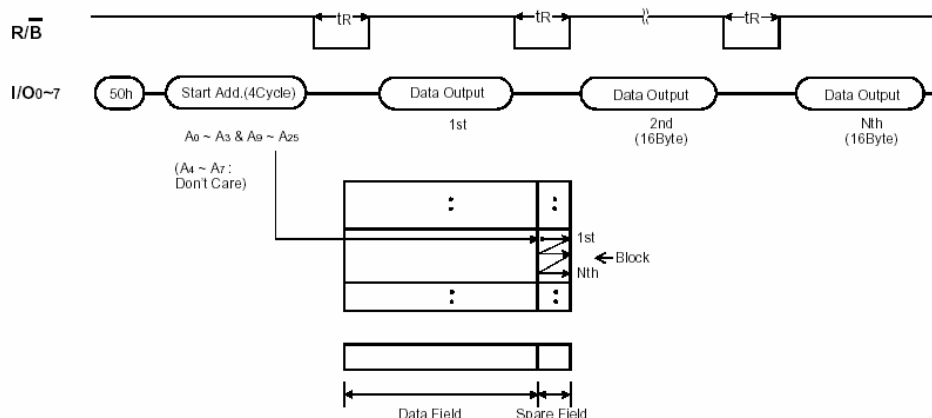 tR tR tR
R/B
I/O0~7 50h Start Add.(4Cycle) Data Output Data Output Data Output
1st 2nd Nth
(16Byte) (16Byte)
A0 ~ A3 & A9 ~ A25
(A4 ~ A7 :
Don't Care)
1st
Block
Nth
Data Field Spare Field